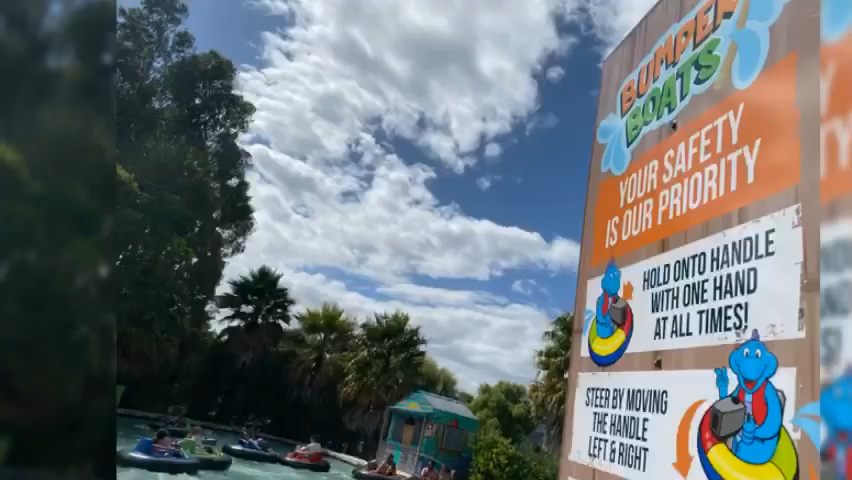 BUMPER
BOATS
YOUR SAFETY
IS OUR PRIORITY
HOLD ONTO HANDLE
WITH ONE HAND
AT ALL TIMES!
STEER BY MOVING
THE HANDLE
LEFT & RIGHT